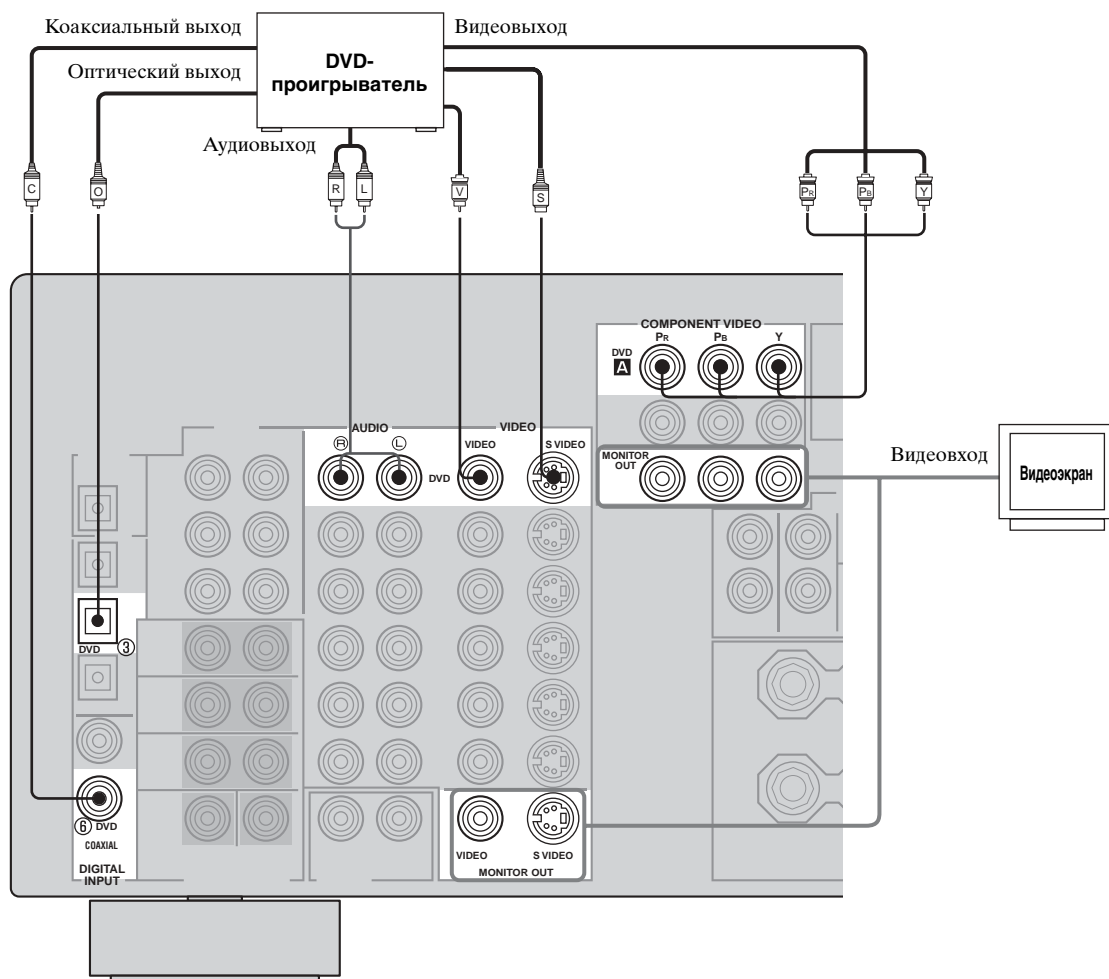 Коаксиальный выход
Оптический выход
DVD-
проигрыватель
Видеовыход
Аудиовыход
C
O
R
L
V
S
PR
PB
Y
COMPONENT VIDEO
PR
PB
Y
DVD
A
AUDIO
VIDEO
R
L
VIDEO
S VIDEO
DVD
MONITOR
OUT
Видеовход
Видеоэкран
DVD
③
⑥ DVD
COAXIAL
DIGITAL
INPUT
VIDEO
S VIDEO
MONITOR OUT